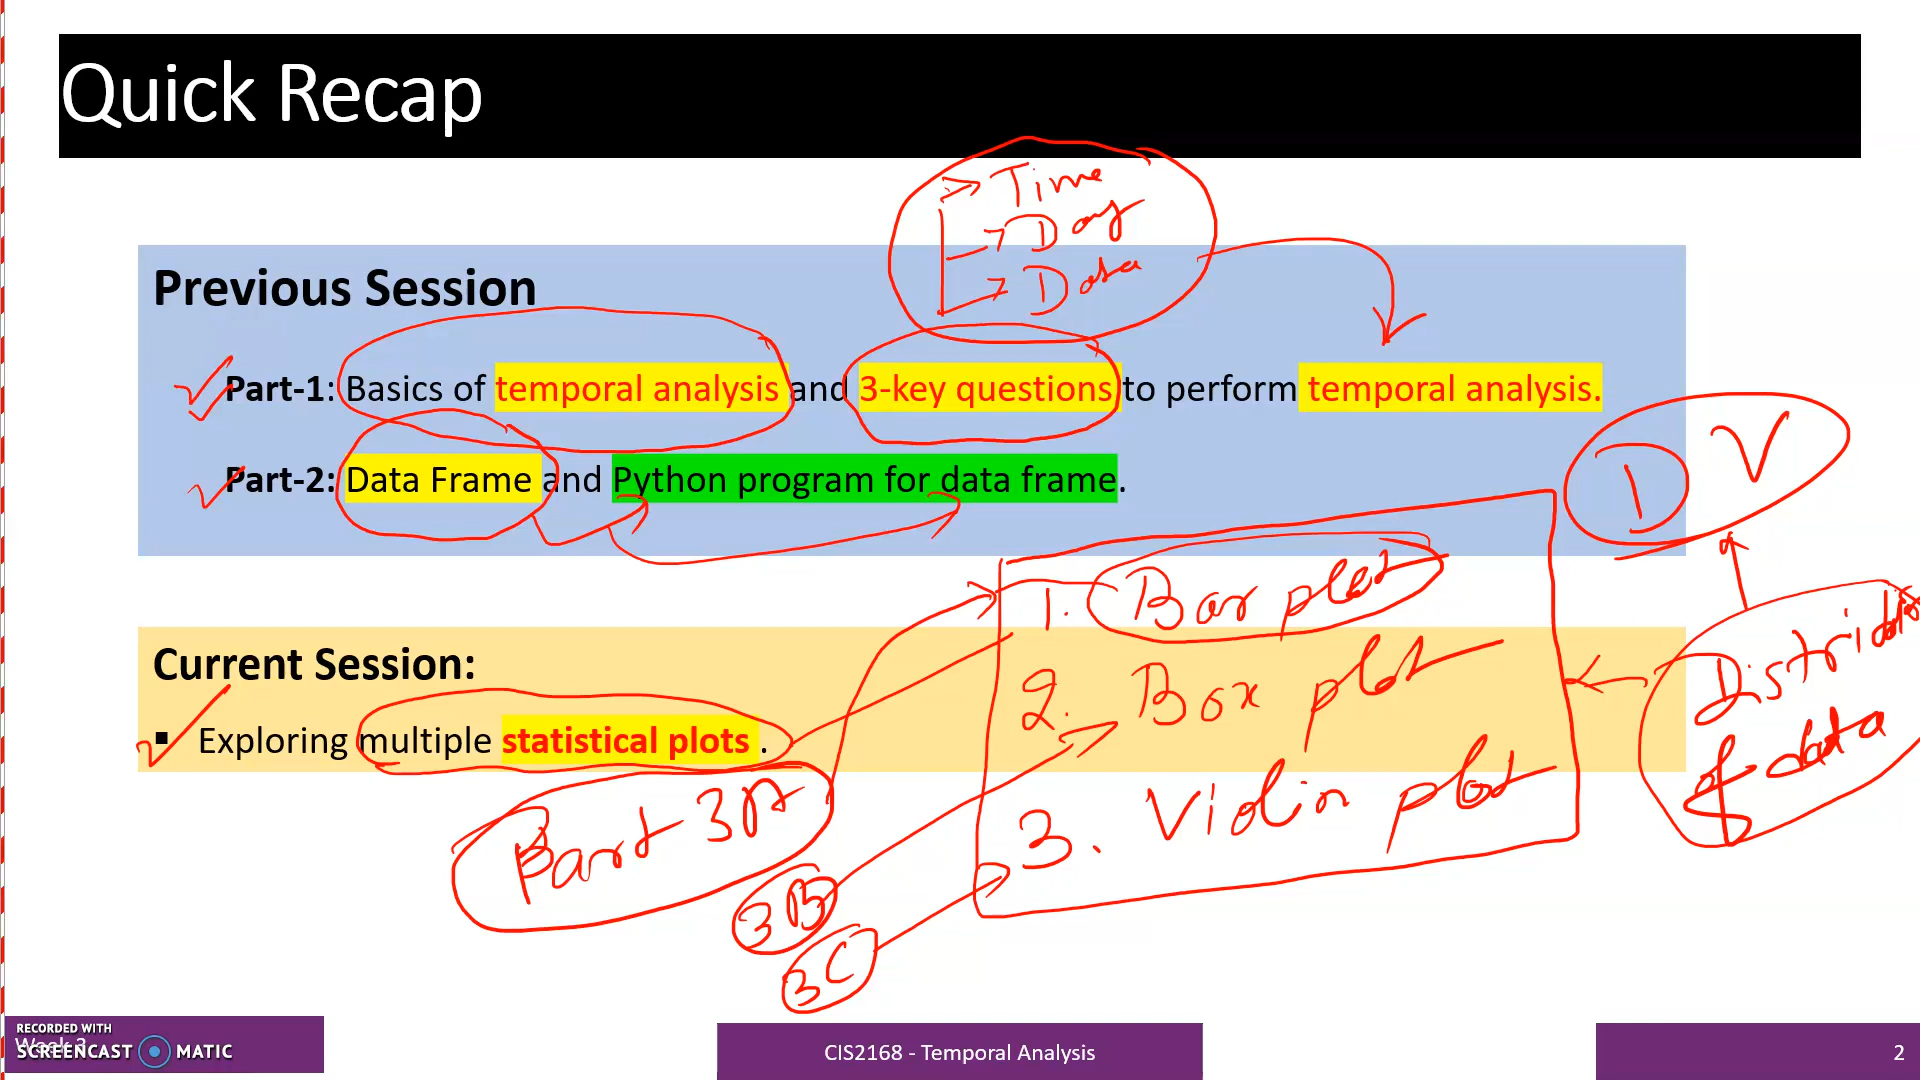 Quick Recap
Time
Day
Data
Previous Session
Part-1: Basics of temporal analysis and 3-key questions to perform temporal analysis.
D V
Part-2: Data Frame and Python program for data frame.
1. Bar plot
Current Session:
2. Box plot
▪ Exploring multiple statistical plots .
of data
3. Violin plot
Part 3A
3B
3C
RECORDED WITH
SCREENCAST MATIC
Week 3
CIS2168 - Temporal Analysis
2